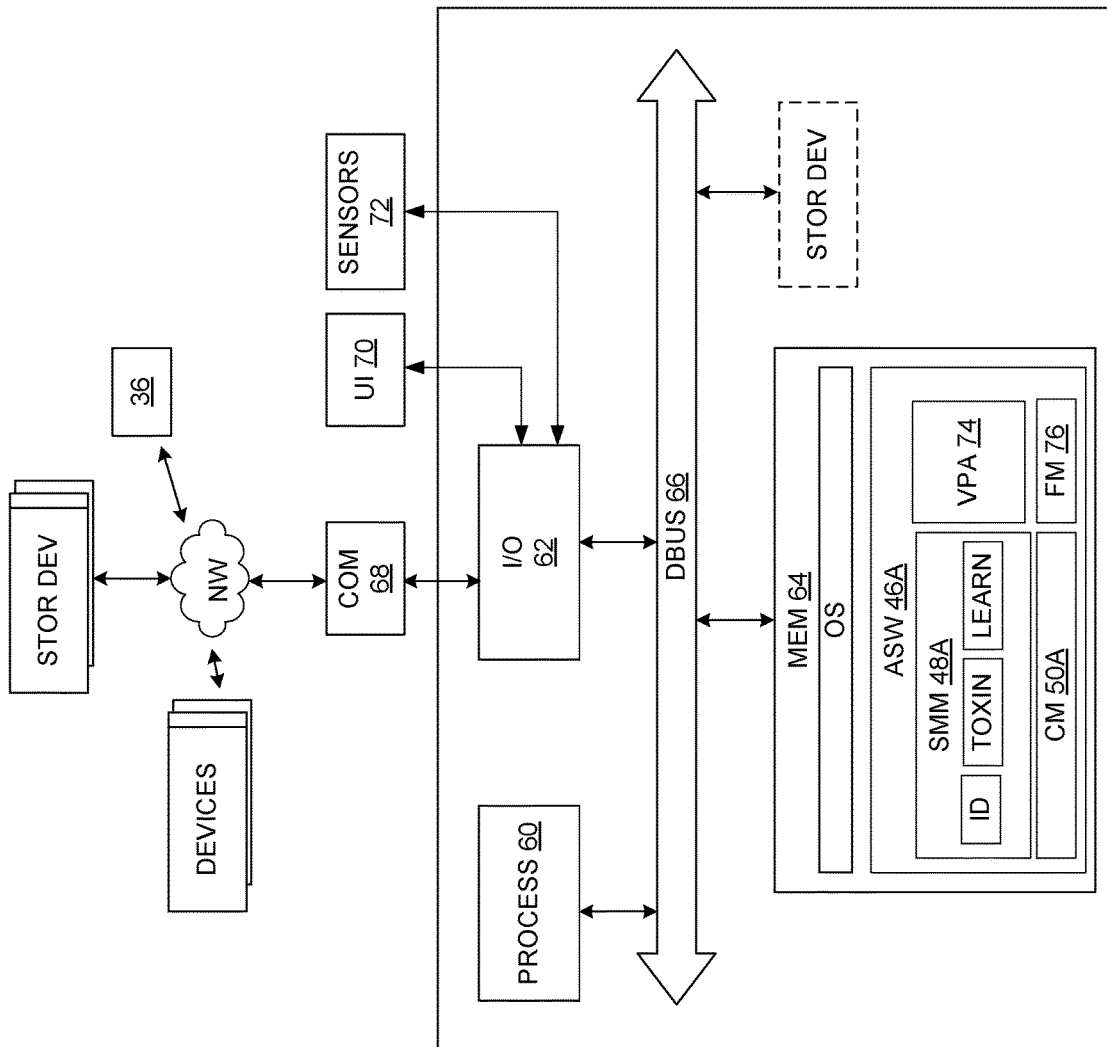 STOR DEV
36
DEVICES
NW
COM
68
UI 70
SENSORS
72
PROCESS 60
I/O
62
DBUS 66
MEM 64
OS
ASW 46A
SMM 48A
ID
TOXIN
LEARN
VPA 74
CM 50A
FM 76
STOR DEV